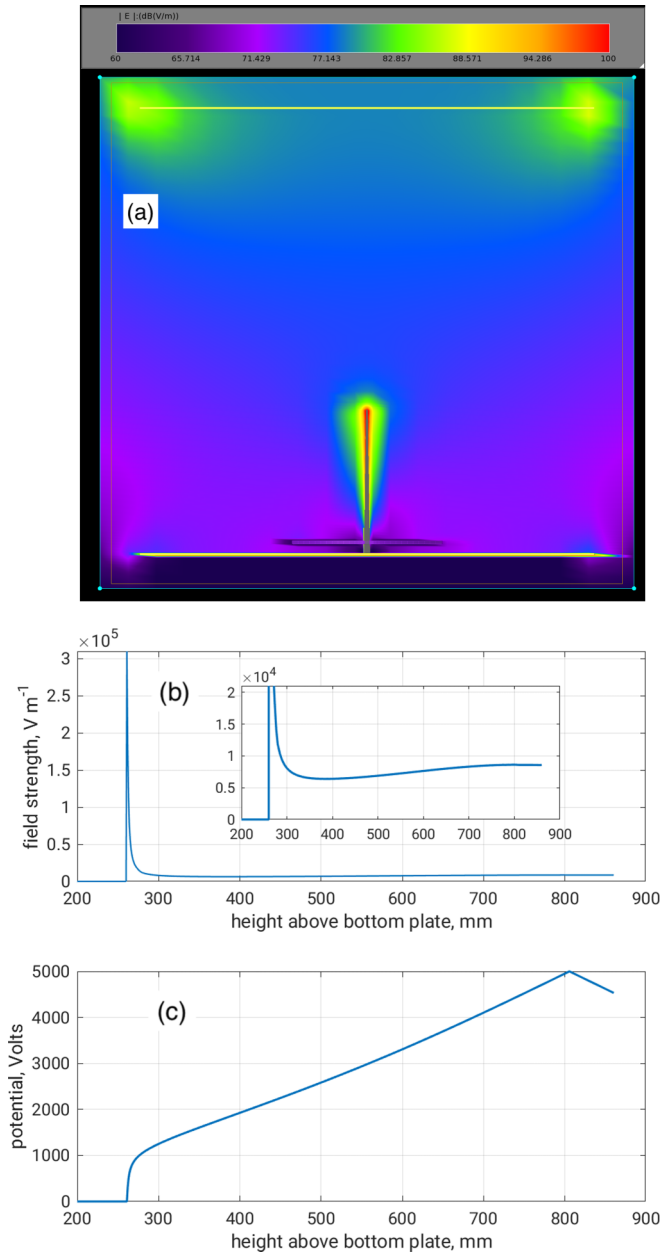 | E |:(dB(V/m))
60 65.714 71.429 77.143 82.857 88.571 94.286 100
(a)
×10⁵
3
2.5
2
1.5
1
0.5
0
field strength, V m⁻¹
(b)
×10⁴
2
1.5
1
0.5
0
200 300 400 500 600 700 800 900
200 300 400 500 600 700 800 900
height above bottom plate, mm
5000
4000
3000
2000
1000
0
potential, Volts
(c)
200 300 400 500 600 700 800 900
height above bottom plate, mm